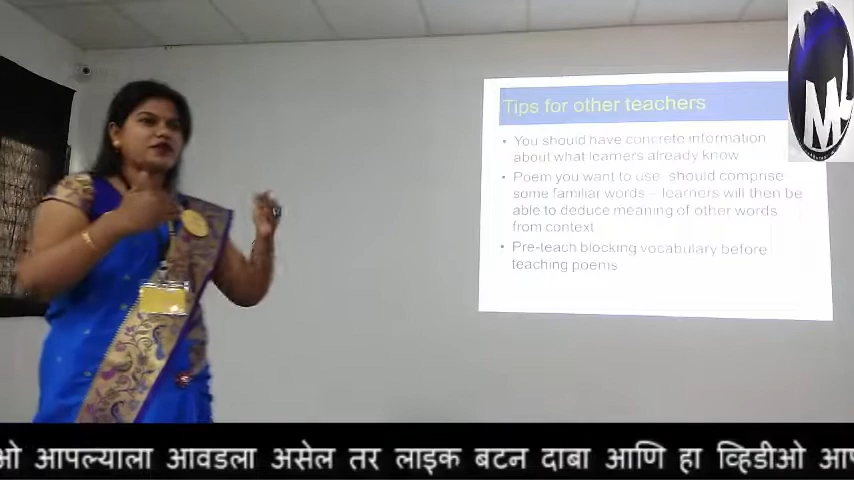 Tips for other teachers
• You should have concrete information
about what learners already know
• Poem you want to use, should comprise
some familiar words – learners will then be
able to deduce meaning of other words
from context
• Pre-teach blocking vocabulary before
teaching poems
आपल्याला आवडला असेल तर लाइक बटन दाबा आणि हा व्हिडीओ